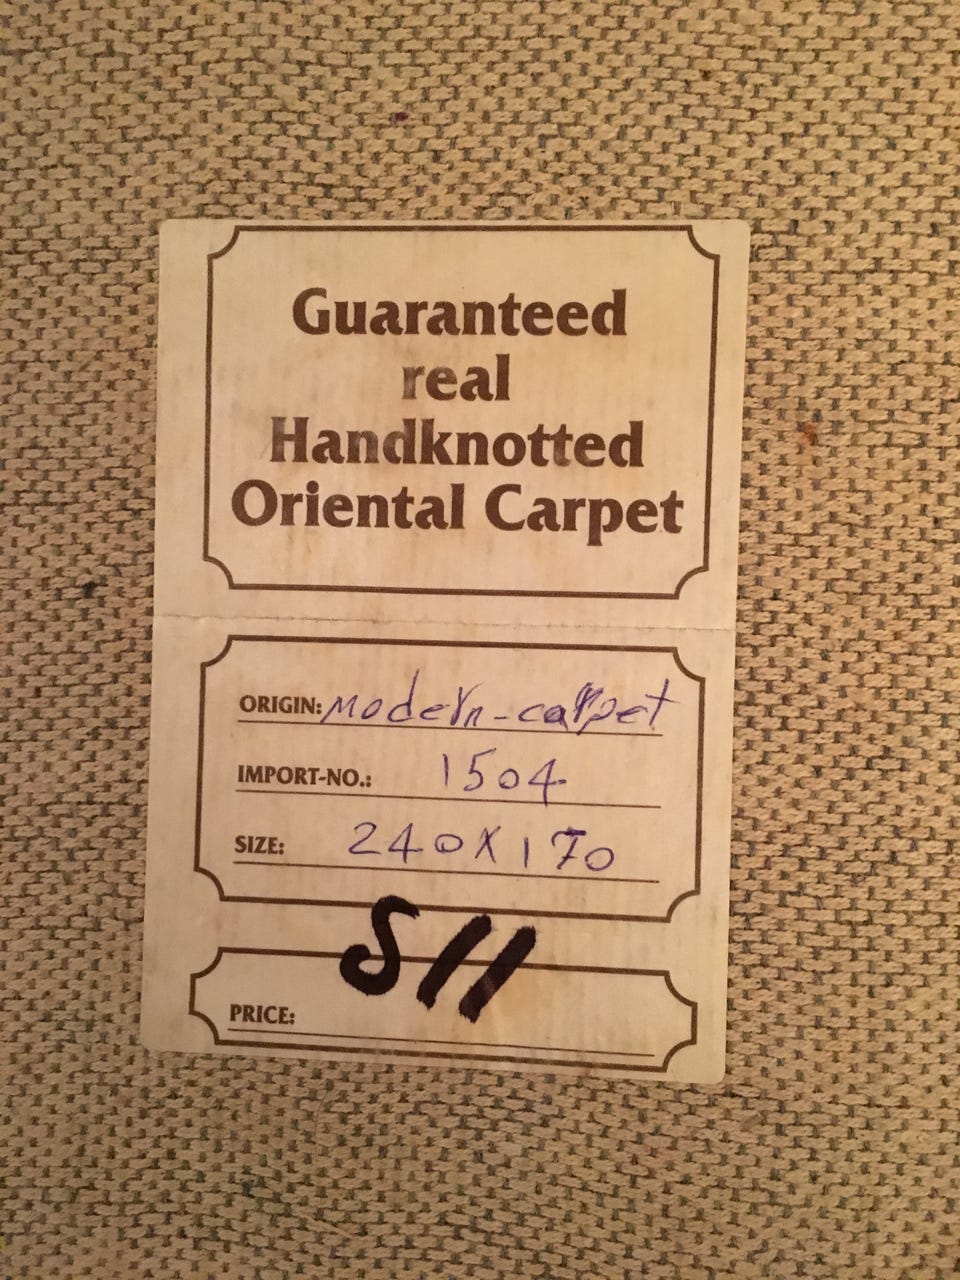 Guaranteed
real
Handknotted
Oriental Carpet
ORIGIN: modern-carpet
IMPORT-NO.: 1504
SIZE: 240X170
S11
PRICE: